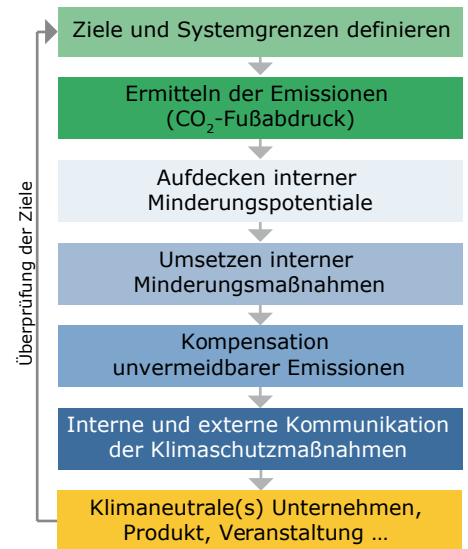 Ziele und Systemgrenzen definieren
Ermitteln der Emissionen
(CO₂-Fußabdruck)
Aufdecken interner
Minderungspotentiale
Umsetzen interner
Minderungsmaßnahmen
Kompensation
unvermeidbarer Emissionen
Interne und externe Kommunikation
der Klimaschutzmaßnahmen
Klimaneutrale(s) Unternehmen,
Produkt, Veranstaltung ...
Überprüfung der Ziele